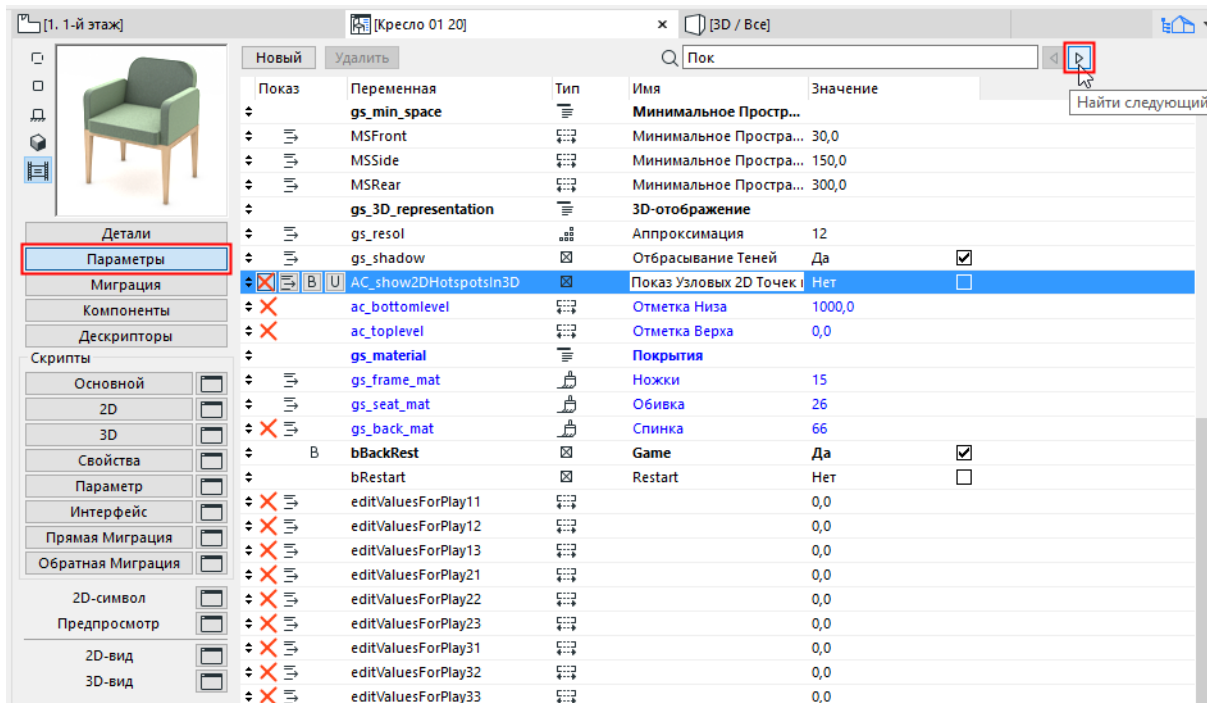 [1. 1-й этаж] [Кресло 01 20] × [3D / Все]
Новый Удалить Пок
Найти следующий
Показ Переменная Тип Имя Значение
gs_min_space Минимальное Простр...
MSFront Минимальное Простра... 30,0
MSSide Минимальное Простра... 150,0
MSRear Минимальное Простра... 300,0
gs_3D_representation 3D-отображение
gs_resol Аппроксимация 12
gs_shadow Отбрасывание Теней Да
B U AC_show2DHotspotsIn3D Показ Узловых 2D Точек Нет
ac_bottomlevel Отметка Низа 1000,0
ac_toplevel Отметка Верха 0,0
gs_material Покрытия
gs_frame_mat Ножки 15
gs_seat_mat Обивка 26
gs_back_mat Спинка 66
B bBackRest Game Да
bRestart Restart Нет
editValuesForPlay11 0,0
editValuesForPlay12 0,0
editValuesForPlay13 0,0
editValuesForPlay21 0,0
editValuesForPlay22 0,0
editValuesForPlay23 0,0
editValuesForPlay31 0,0
editValuesForPlay32 0,0
editValuesForPlay33 0,0
Детали
Параметры
Миграция
Компоненты
Дескрипторы
Скрипты
Основной
2D
3D
Свойства
Параметр
Интерфейс
Прямая Миграция
Обратная Миграция
2D-символ
Предпросмотр
2D-вид
3D-вид